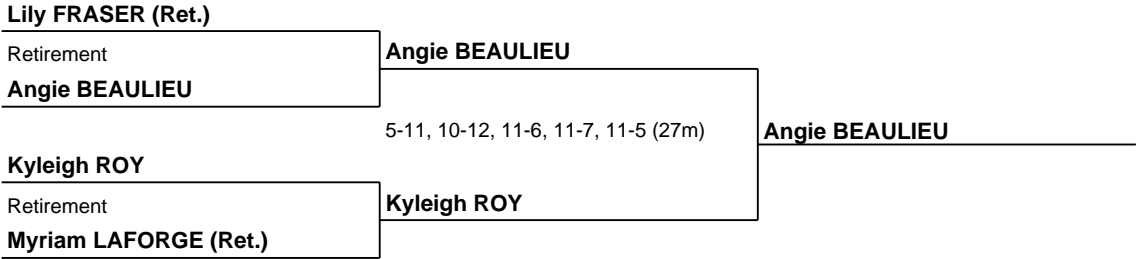 Lily FRASER (Ret.)
Retirement
Angie BEAULIEU
Angie BEAULIEU
5-11, 10-12, 11-6, 11-7, 11-5 (27m)
Angie BEAULIEU
Kyleigh ROY
Retirement
Kyleigh ROY
Myriam LAFORGE (Ret.)